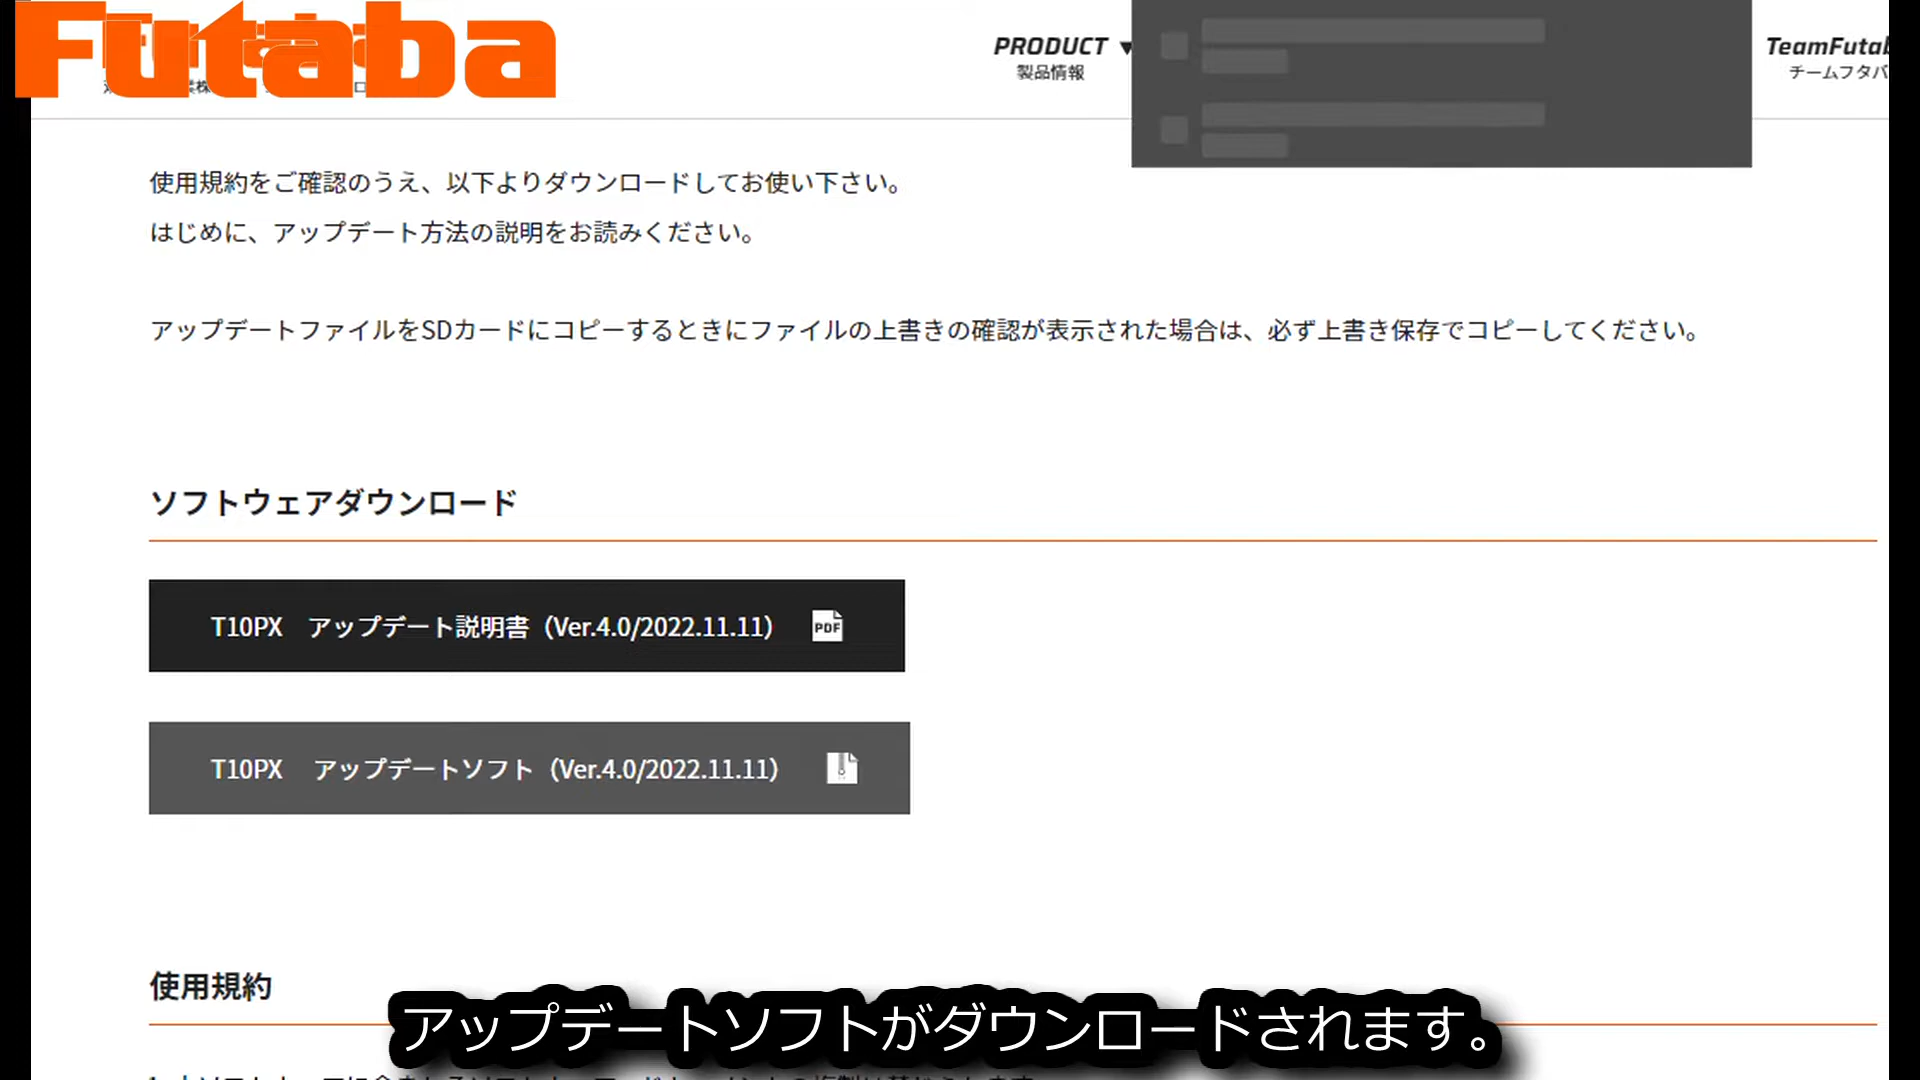 Futaba
PRODUCT ▼
製品情報
チームフタバ
使用規約をご確認のうえ、以下よりダウンロードしてお使い下さい。
はじめに、アップデート方法の説明をお読みください。
アップデートファイルをSDカードにコピーするときにファイルの上書きの確認が表示された場合は、必ず上書き保存でコピーしてください。
ソフトウェアダウンロード
T10PX アップデート説明書（Ver.4.0/2022.11.11） PDF
T10PX アップデートソフト（Ver.4.0/2022.11.11）
使用規約
アップデートソフトがダウンロードされます。